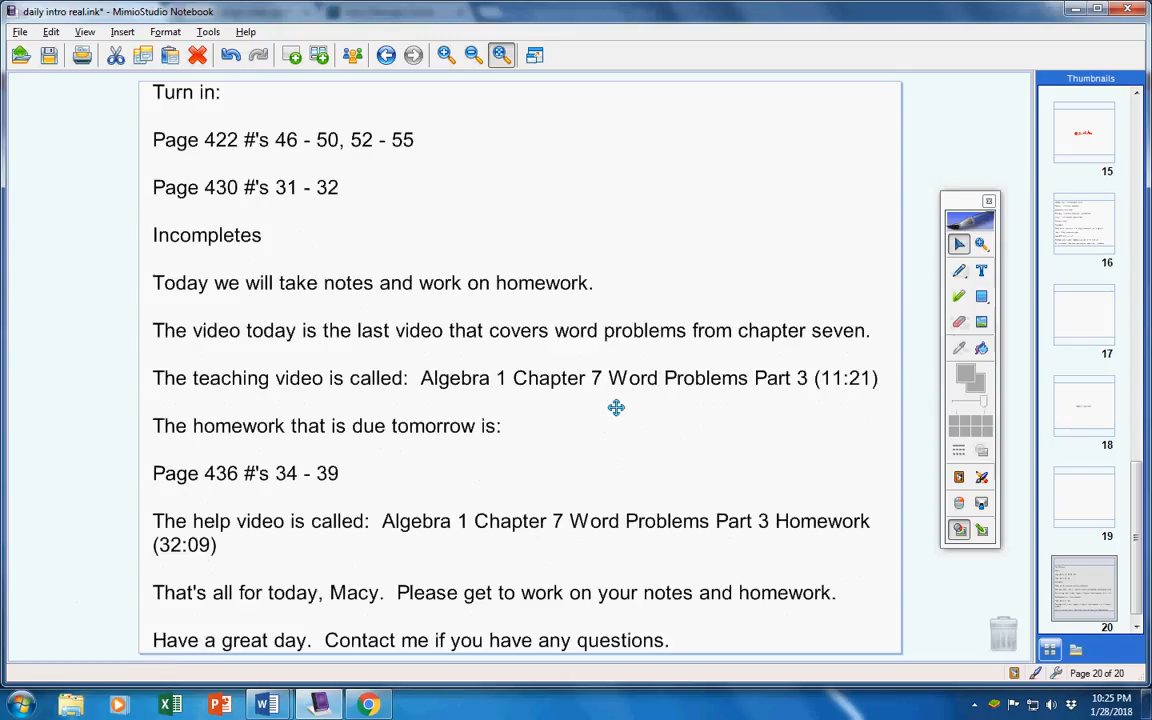 daily intro real.ink* - MimioStudio Notebook
File Edit View Insert Format Tools Help
Turn in:
Page 422 #'s 46 - 50, 52 - 55
Page 430 #'s 31 - 32
Incompletes
Today we will take notes and work on homework.
The video today is the last video that covers word problems from chapter seven.
The teaching video is called: Algebra 1 Chapter 7 Word Problems Part 3 (11:21)
The homework that is due tomorrow is:
Page 436 #'s 34 - 39
The help video is called: Algebra 1 Chapter 7 Word Problems Part 3 Homework
(32:09)
That's all for today, Macy. Please get to work on your notes and homework.
Have a great day. Contact me if you have any questions.
Thumbnails
15
16
17
18
19
20
Page 20 of 20
10:25 PM
1/28/2018